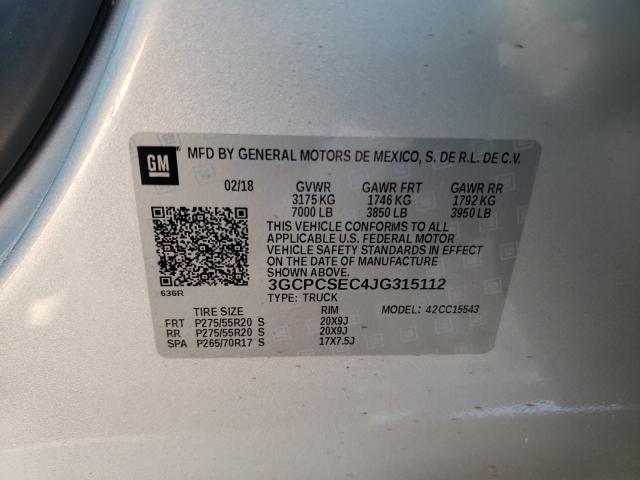 GM
MFD BY GENERAL MOTORS DE MEXICO, S. DE R.L. DE C.V.
02/18 GVWR GAWR FRT GAWR RR
3175 KG 1746 KG 1792 KG
7000 LB 3850 LB 3950 LB
THIS VEHICLE CONFORMS TO ALL
APPLICABLE U.S. FEDERAL MOTOR
VEHICLE SAFETY STANDARDS IN EFFECT
ON THE DATE OF MANUFACTURE
SHOWN ABOVE.
3GCPCSEC4JG315112
636R
TYPE: TRUCK
TIRE SIZE RIM MODEL: 42CC15543
FRT P275/55R20 S 20X9J
RR P275/55R20 S 20X9J
SPA P265/70R17 S 17X7.5J